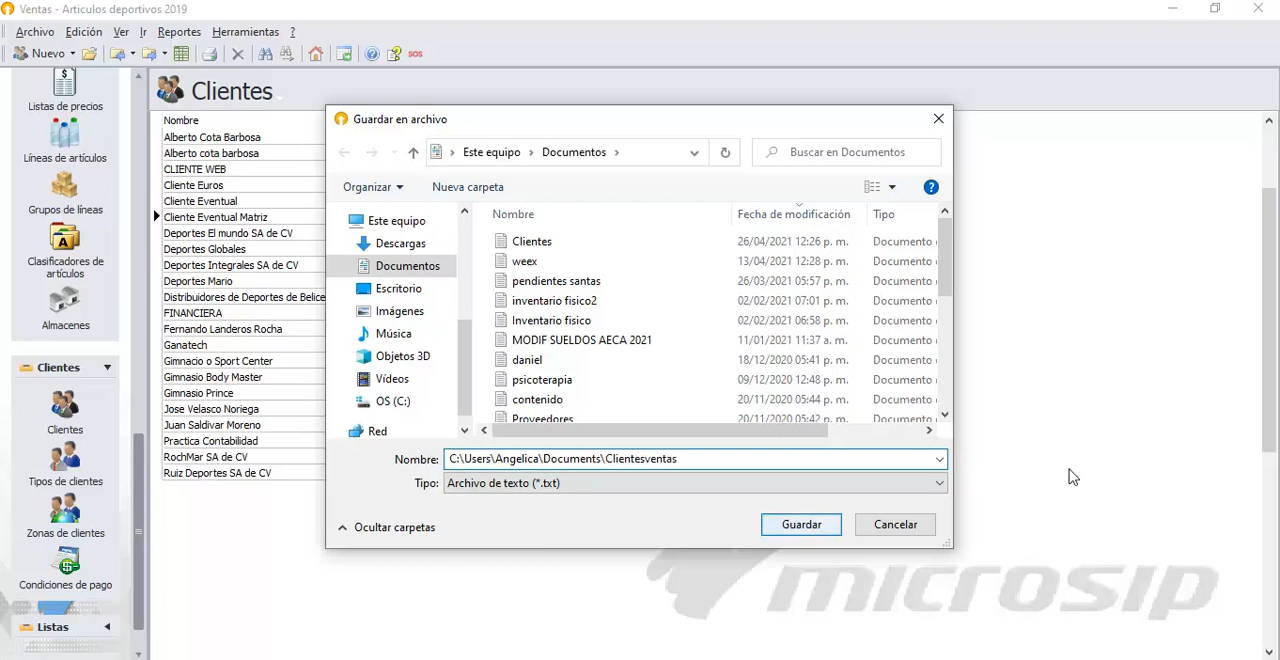 Ventas - Articulos deportivos 2019
Archivo Edición Ver Ir Reportes Herramientas ?
Nuevo SOS
Listas de precios
Líneas de artículos
Grupos de líneas
Clasificadores de
artículos
Almacenes
Clientes
Clientes
Tipos de clientes
Zonas de clientes
Condiciones de pago
Listas
Clientes
Nombre
Alberto Cota Barbosa
Alberto cota barbosa
CLIENTE WEB
Cliente Euros
Cliente Eventual
Cliente Eventual Matriz
Deportes El mundo SA de CV
Deportes Globales
Deportes Integrales SA de CV
Deportes Mario
Distribuidores de Deportes de Belice
FINANCIERA
Fernando Landeros Rocha
Ganatech
Gimnacio o Sport Center
Gimnasio Body Master
Gimnasio Prince
Jose Velasco Noriega
Juan Saldivar Moreno
Practica Contabilidad
RochMar SA de CV
Ruiz Deportes SA de CV
Guardar en archivo
Este equipo > Documentos >
Buscar en Documentos
Organizar Nueva carpeta
Este equipo
Descargas
Documentos
Escritorio
Imágenes
Música
Objetos 3D
Vídeos
OS (C:)
Red
Nombre Fecha de modificación Tipo
Clientes 26/04/2021 12:26 p. m. Documento
weex 13/04/2021 12:28 p. m. Documento
pendientes santas 26/03/2021 05:57 p. m. Documento
inventario fisico2 02/02/2021 07:01 p. m. Documento
Inventario fisico 02/02/2021 06:58 p. m. Documento
MODIF SUELDOS AECA 2021 11/01/2021 11:37 a. m. Documento
daniel 18/12/2020 05:41 p. m. Documento
psicoterapia 09/12/2020 12:48 p. m. Documento
contenido 20/11/2020 05:44 p. m. Documento
Proveedores 20/11/2020 05:42 p. m. Documento
Nombre: C:\Users\Angelica\Documents\Clientesventas
Tipo: Archivo de texto (*.txt)
Ocultar carpetas
Guardar Cancelar
microsip